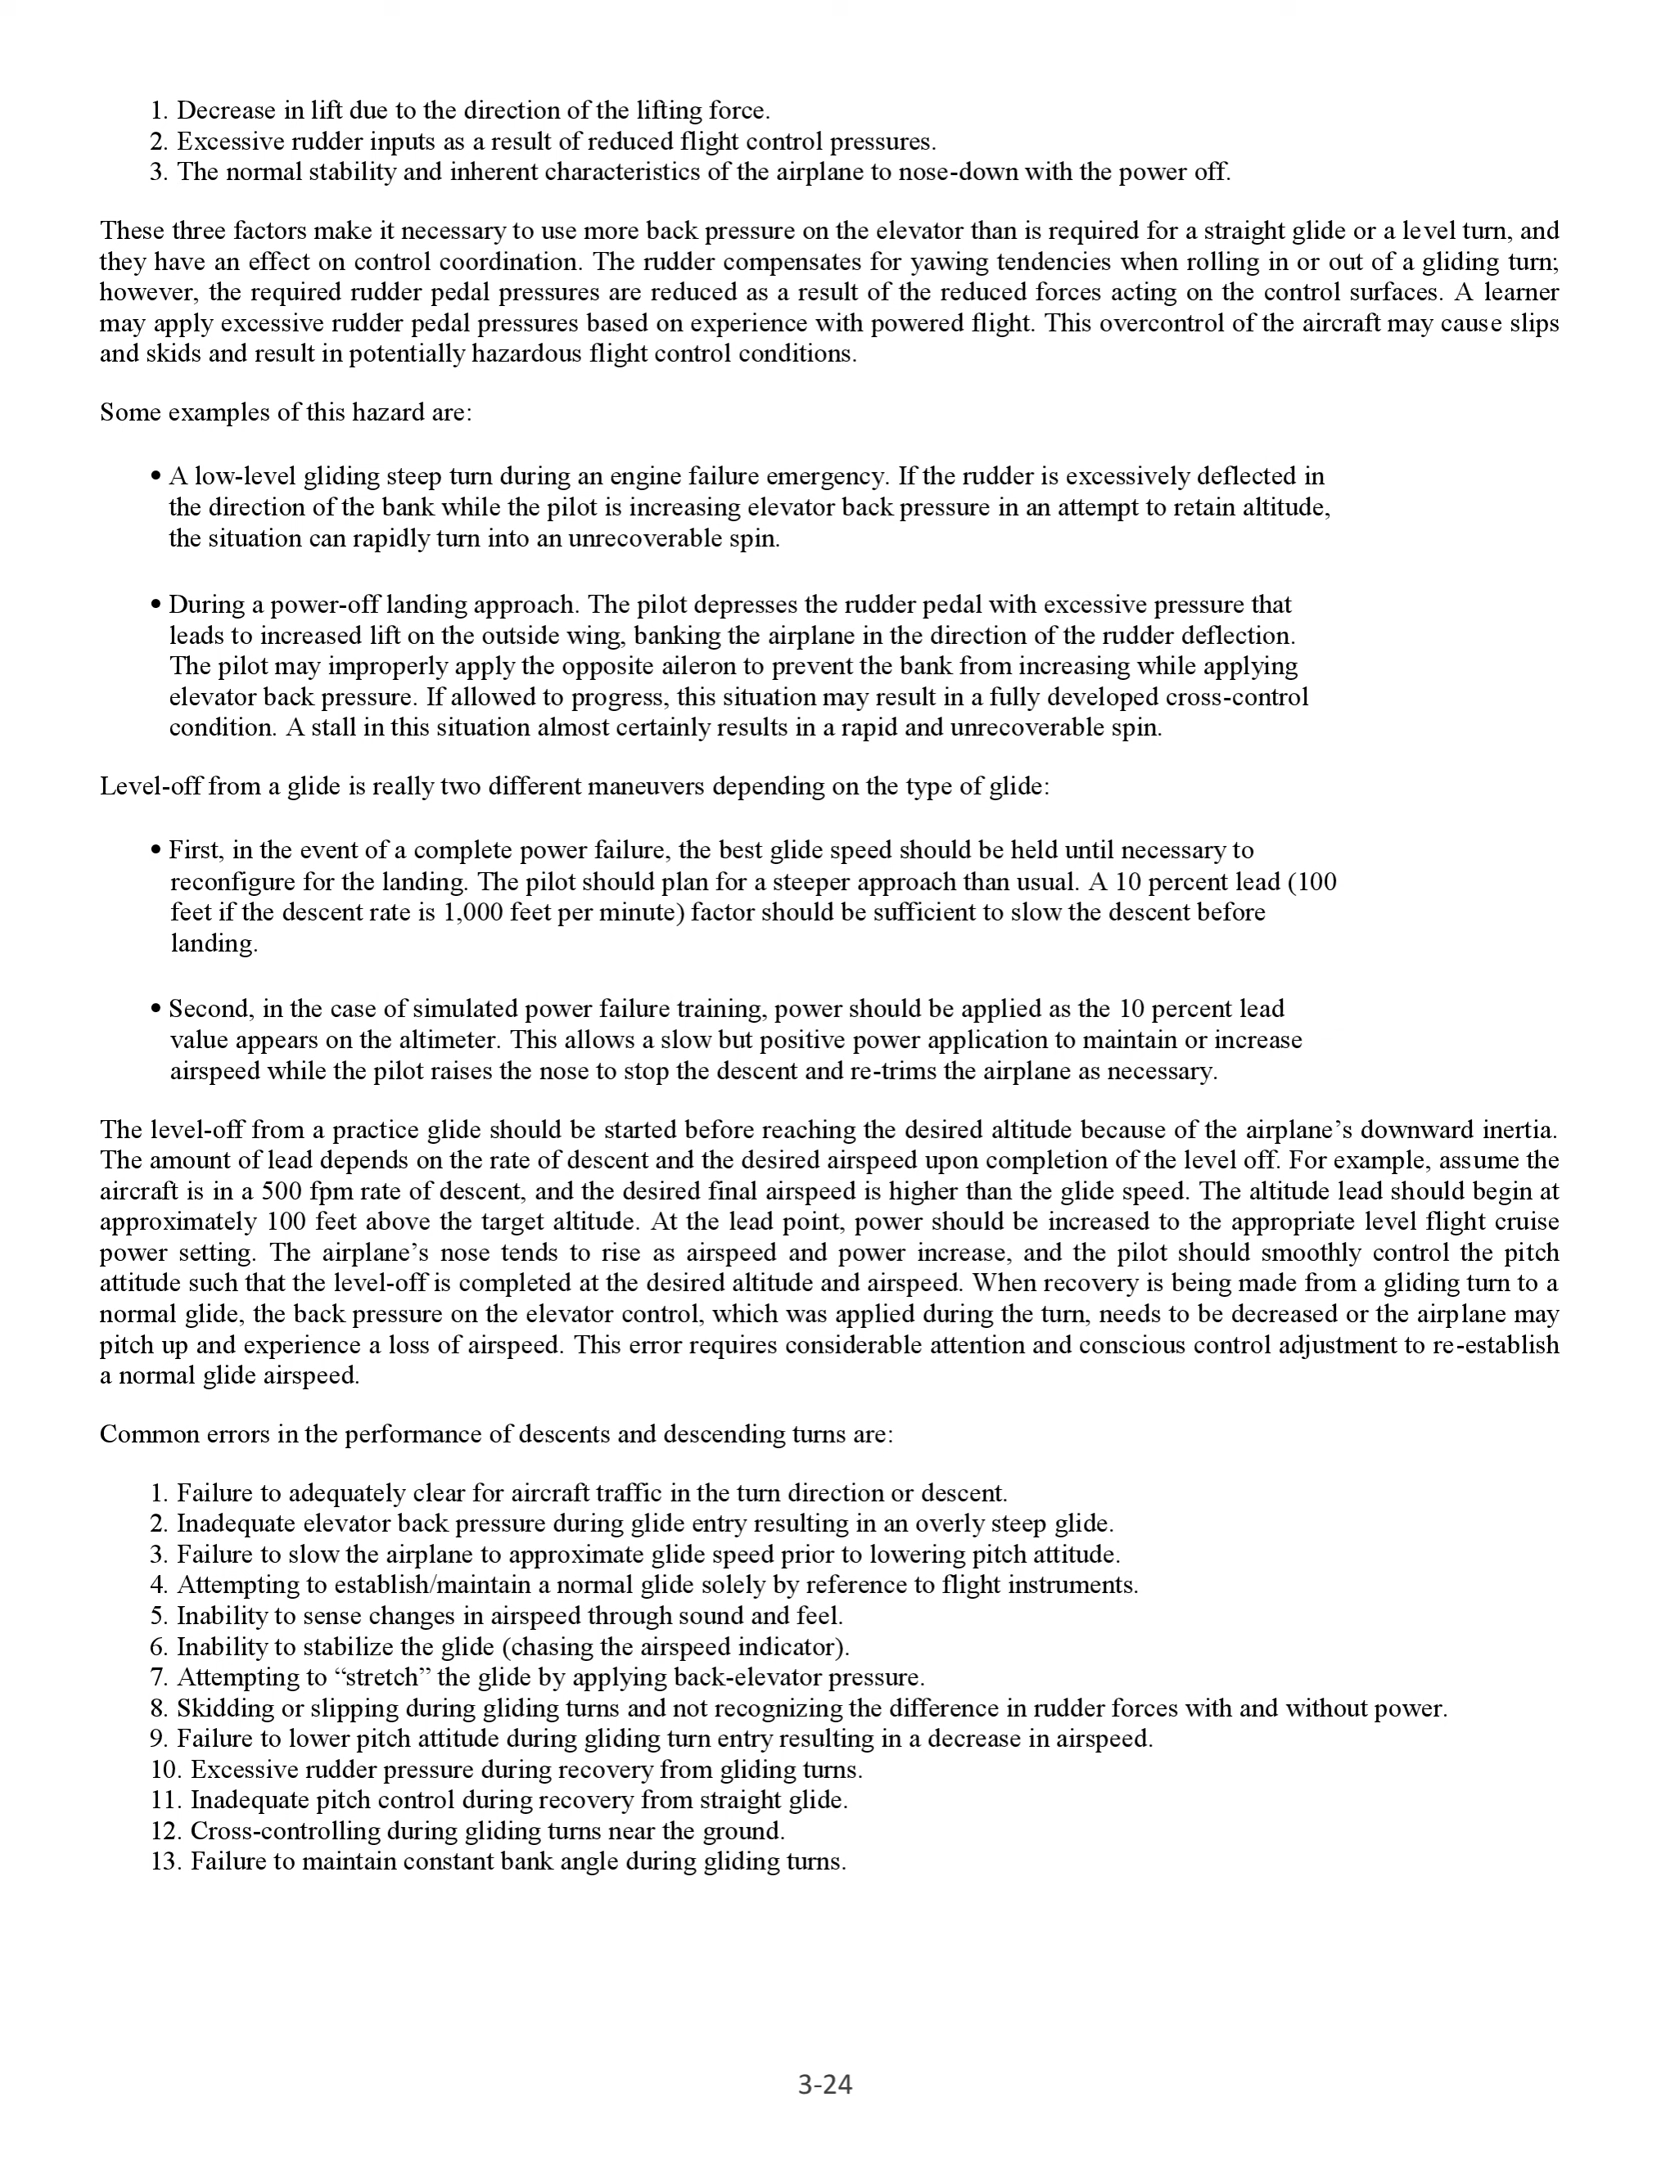 1. Decrease in lift due to the direction of the lifting force.
2. Excessive rudder inputs as a result of reduced flight control pressures.
3. The normal stability and inherent characteristics of the airplane to nose-down with the power off.
These three factors make it necessary to use more back pressure on the elevator than is required for a straight glide or a level turn, and
they have an effect on control coordination. The rudder compensates for yawing tendencies when rolling in or out of a gliding turn;
however, the required rudder pedal pressures are reduced as a result of the reduced forces acting on the control surfaces. A learner
may apply excessive rudder pedal pressures based on experience with powered flight. This overcontrol of the aircraft may cause slips
and skids and result in potentially hazardous flight control conditions.
Some examples of this hazard are:
• A low-level gliding steep turn during an engine failure emergency. If the rudder is excessively deflected in
the direction of the bank while the pilot is increasing elevator back pressure in an attempt to retain altitude,
the situation can rapidly turn into an unrecoverable spin.
• During a power-off landing approach. The pilot depresses the rudder pedal with excessive pressure that
leads to increased lift on the outside wing, banking the airplane in the direction of the rudder deflection.
The pilot may improperly apply the opposite aileron to prevent the bank from increasing while applying
elevator back pressure. If allowed to progress, this situation may result in a fully developed cross-control
condition. A stall in this situation almost certainly results in a rapid and unrecoverable spin.
Level-off from a glide is really two different maneuvers depending on the type of glide:
• First, in the event of a complete power failure, the best glide speed should be held until necessary to
reconfigure for the landing. The pilot should plan for a steeper approach than usual. A 10 percent lead (100
feet if the descent rate is 1,000 feet per minute) factor should be sufficient to slow the descent before
landing.
• Second, in the case of simulated power failure training, power should be applied as the 10 percent lead
value appears on the altimeter. This allows a slow but positive power application to maintain or increase
airspeed while the pilot raises the nose to stop the descent and re-trims the airplane as necessary.
The level-off from a practice glide should be started before reaching the desired altitude because of the airplane’s downward inertia.
The amount of lead depends on the rate of descent and the desired airspeed upon completion of the level off. For example, assume the
aircraft is in a 500 fpm rate of descent, and the desired final airspeed is higher than the glide speed. The altitude lead should begin at
approximately 100 feet above the target altitude. At the lead point, power should be increased to the appropriate level flight cruise
power setting. The airplane’s nose tends to rise as airspeed and power increase, and the pilot should smoothly control the pitch
attitude such that the level-off is completed at the desired altitude and airspeed. When recovery is being made from a gliding turn to a
normal glide, the back pressure on the elevator control, which was applied during the turn, needs to be decreased or the airplane may
pitch up and experience a loss of airspeed. This error requires considerable attention and conscious control adjustment to re-establish
a normal glide airspeed.
Common errors in the performance of descents and descending turns are:
1. Failure to adequately clear for aircraft traffic in the turn direction or descent.
2. Inadequate elevator back pressure during glide entry resulting in an overly steep glide.
3. Failure to slow the airplane to approximate glide speed prior to lowering pitch attitude.
4. Attempting to establish/maintain a normal glide solely by reference to flight instruments.
5. Inability to sense changes in airspeed through sound and feel.
6. Inability to stabilize the glide (chasing the airspeed indicator).
7. Attempting to “stretch” the glide by applying back-elevator pressure.
8. Skidding or slipping during gliding turns and not recognizing the difference in rudder forces with and without power.
9. Failure to lower pitch attitude during gliding turn entry resulting in a decrease in airspeed.
10. Excessive rudder pressure during recovery from gliding turns.
11. Inadequate pitch control during recovery from straight glide.
12. Cross-controlling during gliding turns near the ground.
13. Failure to maintain constant bank angle during gliding turns.
3-24